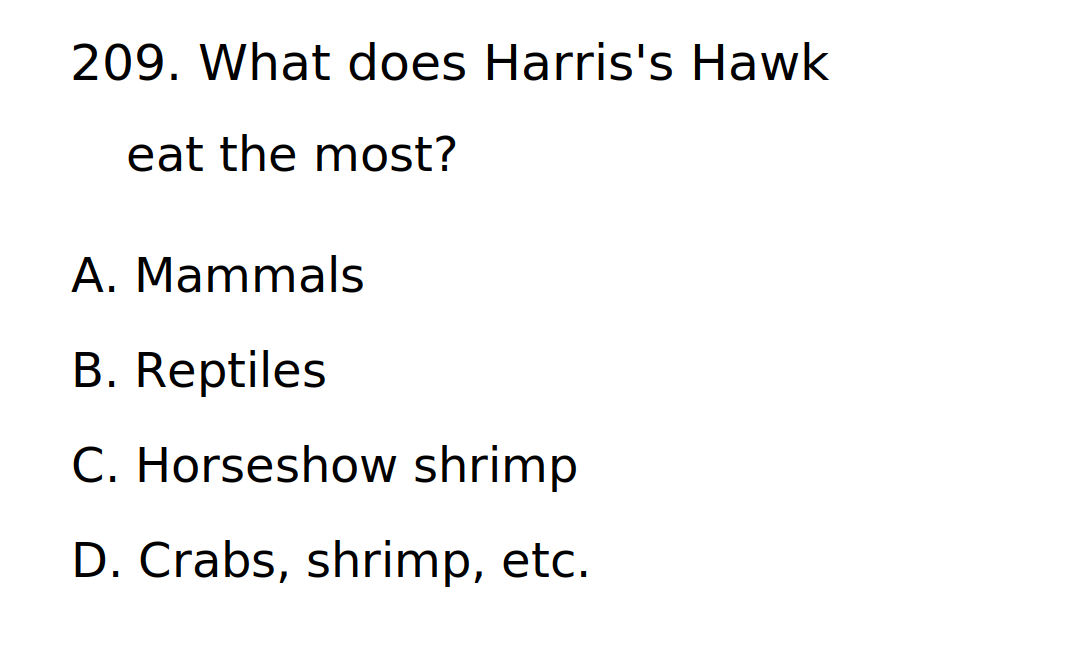 209. What does Harris's Hawk
eat the most?
A. Mammals
B. Reptiles
C. Horseshow shrimp
D. Crabs, shrimp, etc.